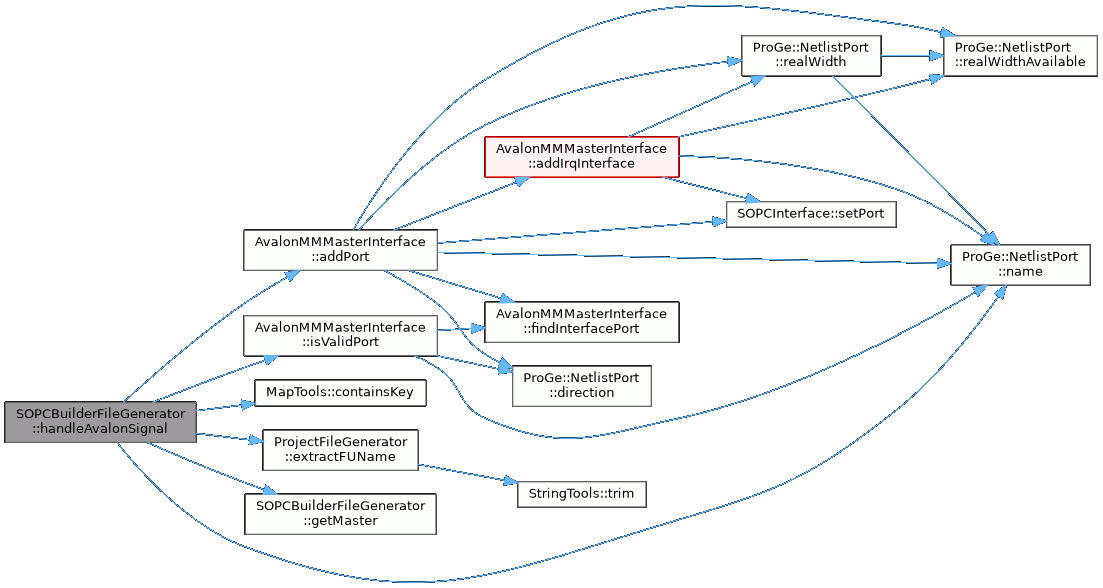 SOPCBuilderFileGenerator
::handleAvalonSignal
AvalonMMMasterInterface
::addPort
AvalonMMMasterInterface
::isValidPort
MapTools::containsKey
ProjectFileGenerator
::extractFUName
SOPCBuilderFileGenerator
::getMaster
AvalonMMMasterInterface
::addIrqInterface
AvalonMMMasterInterface
::findInterfacePort
ProGe::NetlistPort
::direction
StringTools::trim
ProGe::NetlistPort
::realWidth
SOPCInterface::setPort
ProGe::NetlistPort
::realWidthAvailable
ProGe::NetlistPort
::name